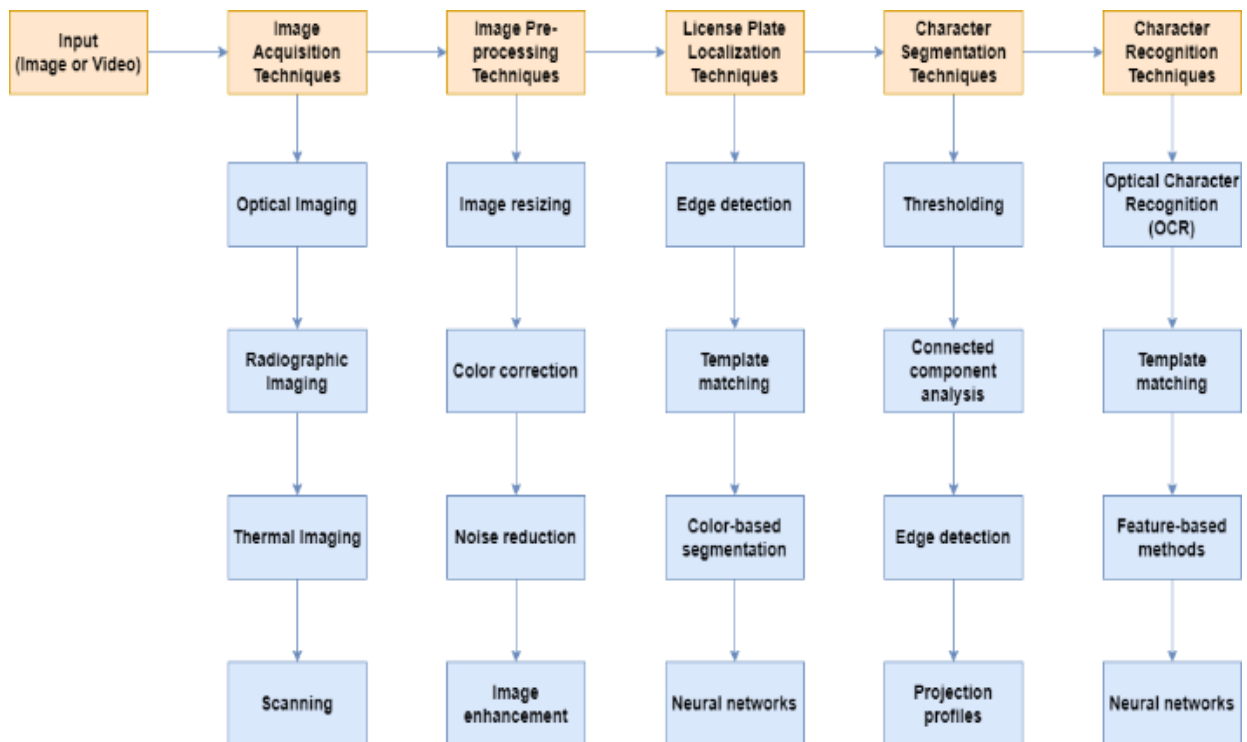 Input
(Image or Video)
Image
Acquisition
Techniques
Image Pre-
processing
Techniques
License Plate
Localization
Techniques
Character
Segmentation
Techniques
Character
Recognition
Techniques
Optical Imaging
Image resizing
Edge detection
Thresholding
Optical Character
Recognition
(OCR)
Radiographic
Imaging
Color correction
Template
matching
Connected
component
analysis
Template
matching
Thermal Imaging
Noise reduction
Color-based
segmentation
Edge detection
Feature-based
methods
Scanning
Image
enhancement
Neural networks
Projection
profiles
Neural networks